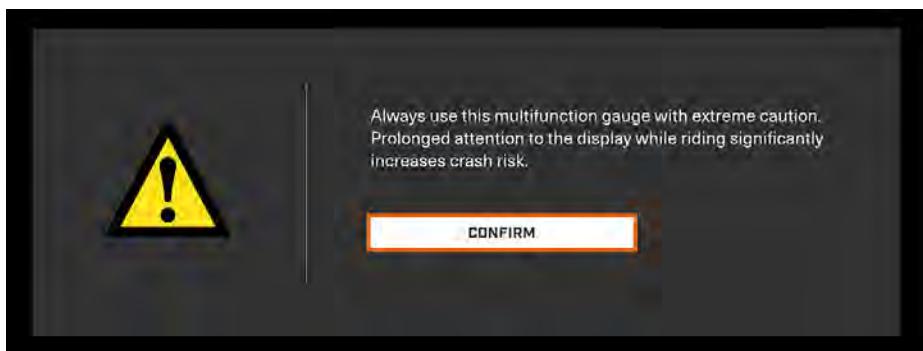 Always use this multifunction gauge with extreme caution.
Prolonged attention to the display while riding significantly
increases crash risk.
CONFIRM